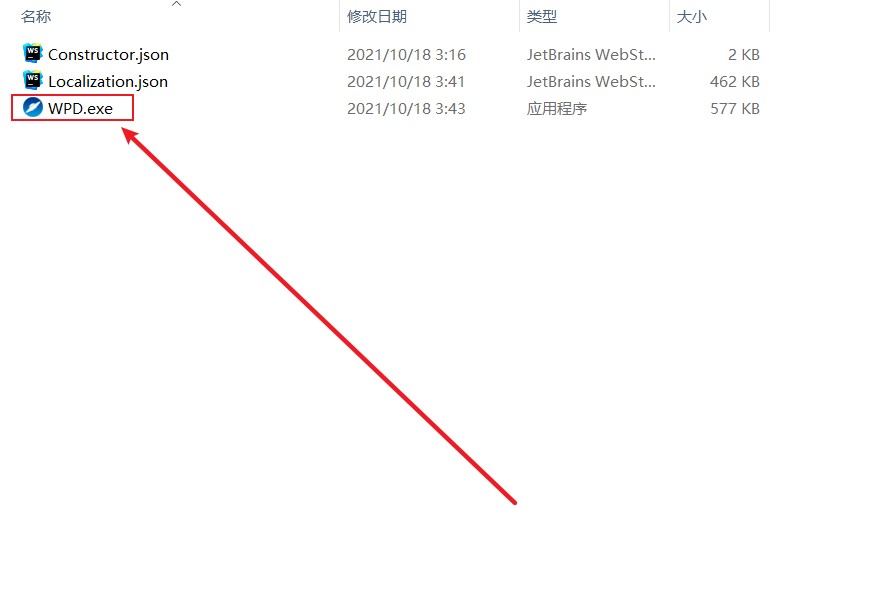 名称 修改日期 类型 大小
WS Constructor.json 2021/10/18 3:16 JetBrains WebSt... 2 KB
WS Localization.json 2021/10/18 3:41 JetBrains WebSt... 462 KB
WPD.exe 2021/10/18 3:43 应用程序 577 KB